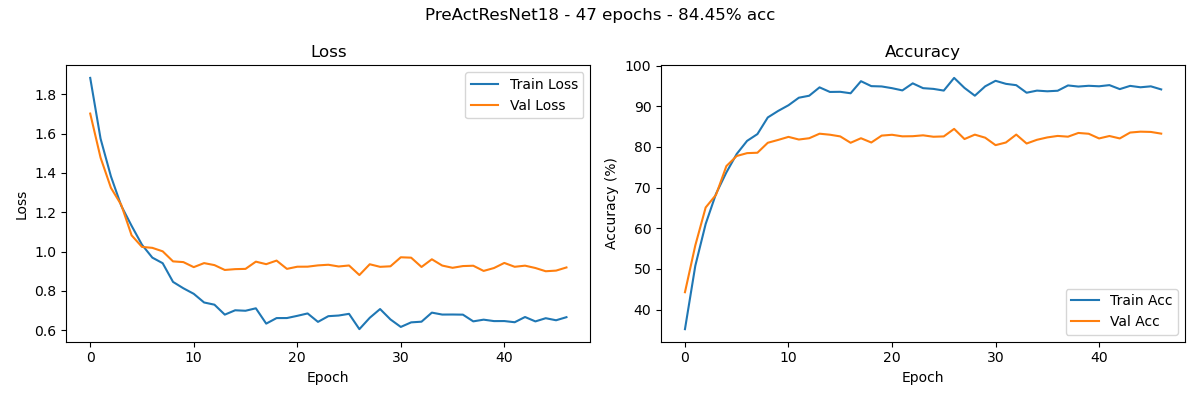 PreActResNet18 - 47 epochs - 84.45% acc
Loss
Train Loss
Val Loss
1.8
1.6
1.4
1.2
1.0
0.8
0.6
Loss
0 10 20 30 40
Epoch
Accuracy
100
90
80
70
60
50
40
Accuracy (%)
Train Acc
Val Acc
0 10 20 30 40
Epoch